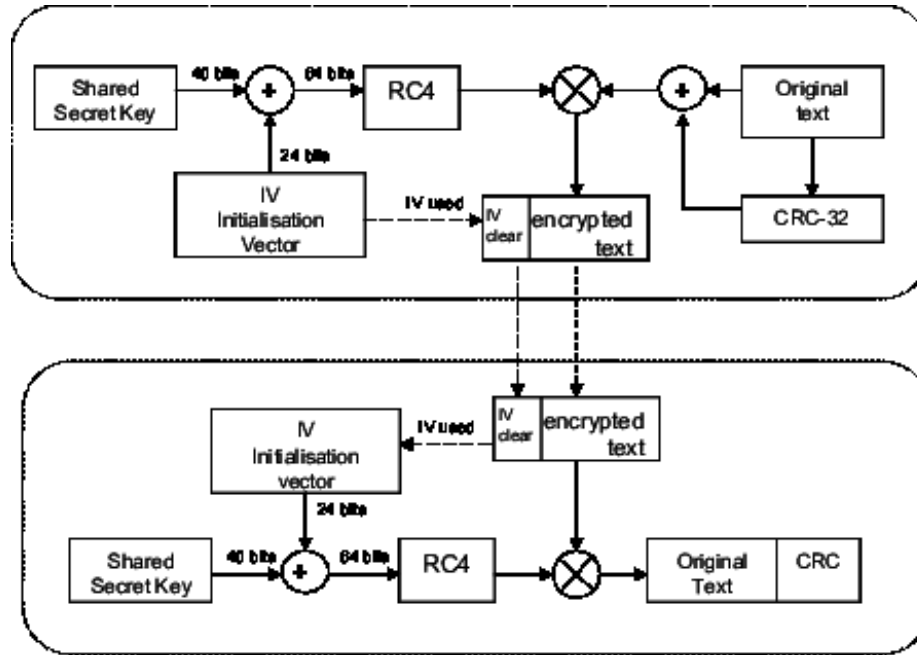 40 bits
64 bits
Shared
Secret Key
+
RC4
+
Original
text
24 bits
IV
Initialisation
Vector
IV used
IV
clear
encrypted
text
CRC-32
IV
Initialisation
vector
IV used
IV
clear
encrypted
text
24 bits
Shared
Secret Key
40 bits
+
64 bits
RC4
Original
Text
CRC